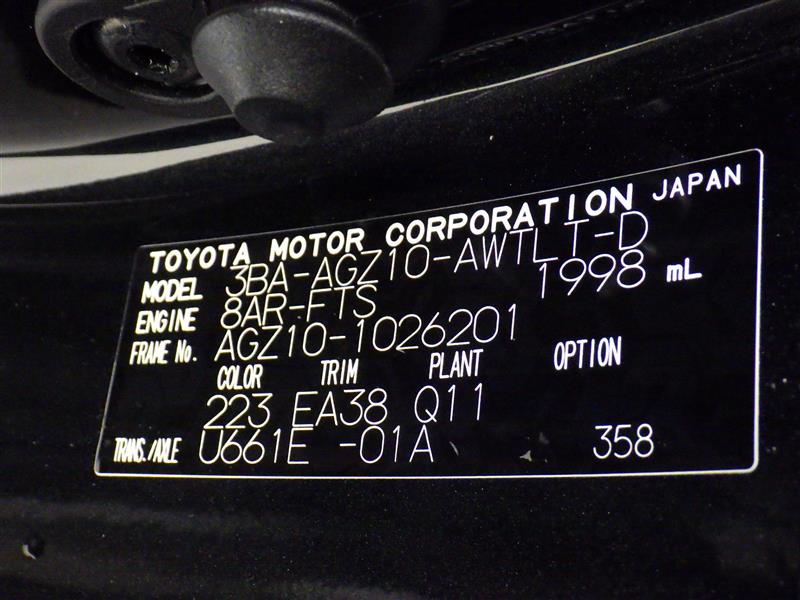 TOYOTA MOTOR CORPORATION JAPAN
MODEL 3BA-AGZ10-AWTLT-D
ENGINE 8AR-FTS 1998 mL
FRAME No. AGZ10-1026201
COLOR TRIM PLANT OPTION
223 EA38 Q11
TRANS./AXLE U661E -01A 358